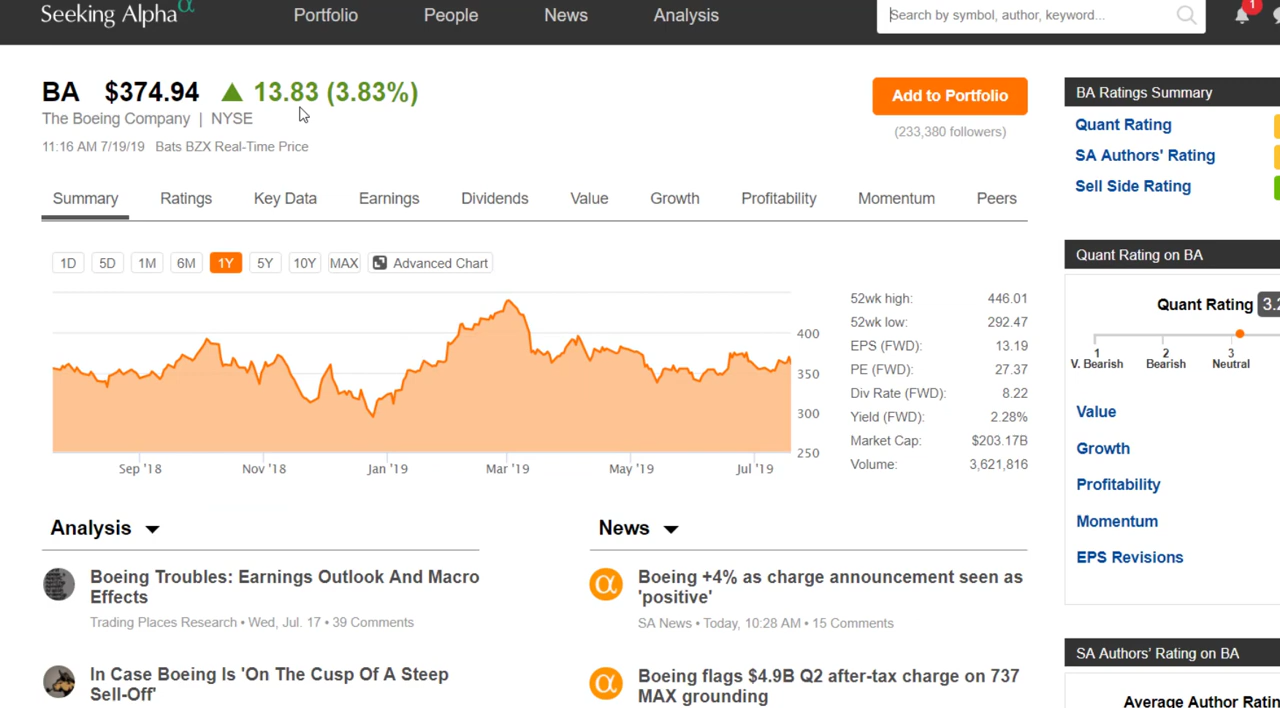 Seeking Alpha α
Portfolio People News Analysis
Search by symbol, author, keyword...
1
BA $374.94 13.83 (3.83%)
The Boeing Company | NYSE
11:16 AM 7/19/19 Bats BZX Real-Time Price
Add to Portfolio
(233,380 followers)
Summary Ratings Key Data Earnings Dividends Value Growth Profitability Momentum Peers
1D 5D 1M 6M 1Y 5Y 10Y MAX Advanced Chart
400
350
300
250
Sep '18 Nov '18 Jan '19 Mar '19 May '19 Jul '19
52wk high: 446.01
52wk low: 292.47
EPS (FWD): 13.19
PE (FWD): 27.37
Div Rate (FWD): 8.22
Yield (FWD): 2.28%
Market Cap: $203.17B
Volume: 3,621,816
Analysis
Boeing Troubles: Earnings Outlook And Macro
Effects
Trading Places Research • Wed, Jul. 17 • 39 Comments
In Case Boeing Is 'On The Cusp Of A Steep
Sell-Off'
News
α
Boeing +4% as charge announcement seen as
'positive'
SA News • Today, 10:28 AM • 15 Comments
α
Boeing flags $4.9B Q2 after-tax charge on 737
MAX grounding
BA Ratings Summary
Quant Rating
SA Authors' Rating
Sell Side Rating
Quant Rating on BA
Quant Rating
1 2 3
V. Bearish Bearish Neutral
Value
Growth
Profitability
Momentum
EPS Revisions
SA Authors' Rating on BA
Average Author